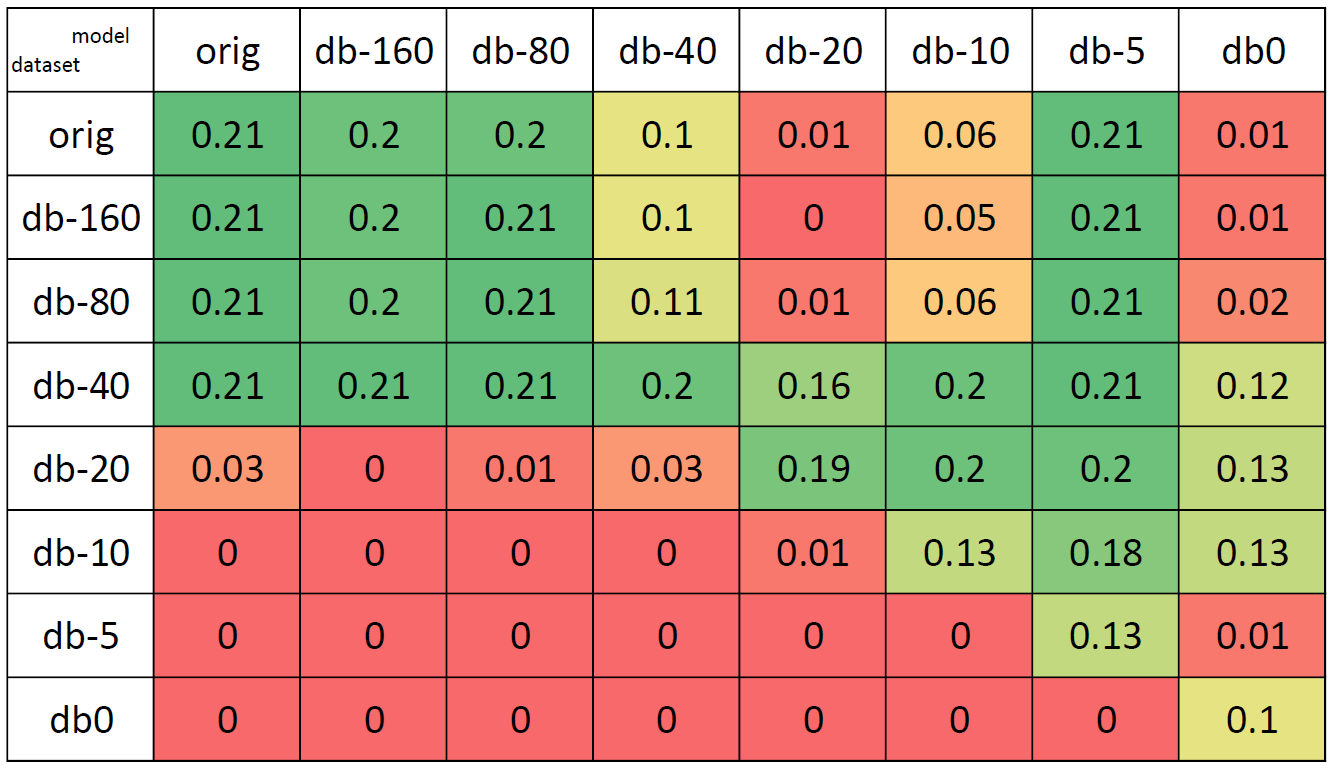 model
dataset
orig db-160 db-80 db-40 db-20 db-10 db-5 db0
orig 0.21 0.2 0.2 0.1 0.01 0.06 0.21 0.01
db-160 0.21 0.2 0.21 0.1 0 0.05 0.21 0.01
db-80 0.21 0.2 0.21 0.11 0.01 0.06 0.21 0.02
db-40 0.21 0.21 0.21 0.2 0.16 0.2 0.21 0.12
db-20 0.03 0 0.01 0.03 0.19 0.2 0.2 0.13
db-10 0 0 0 0 0.01 0.13 0.18 0.13
db-5 0 0 0 0 0 0 0.13 0.01
db0 0 0 0 0 0 0 0 0.1